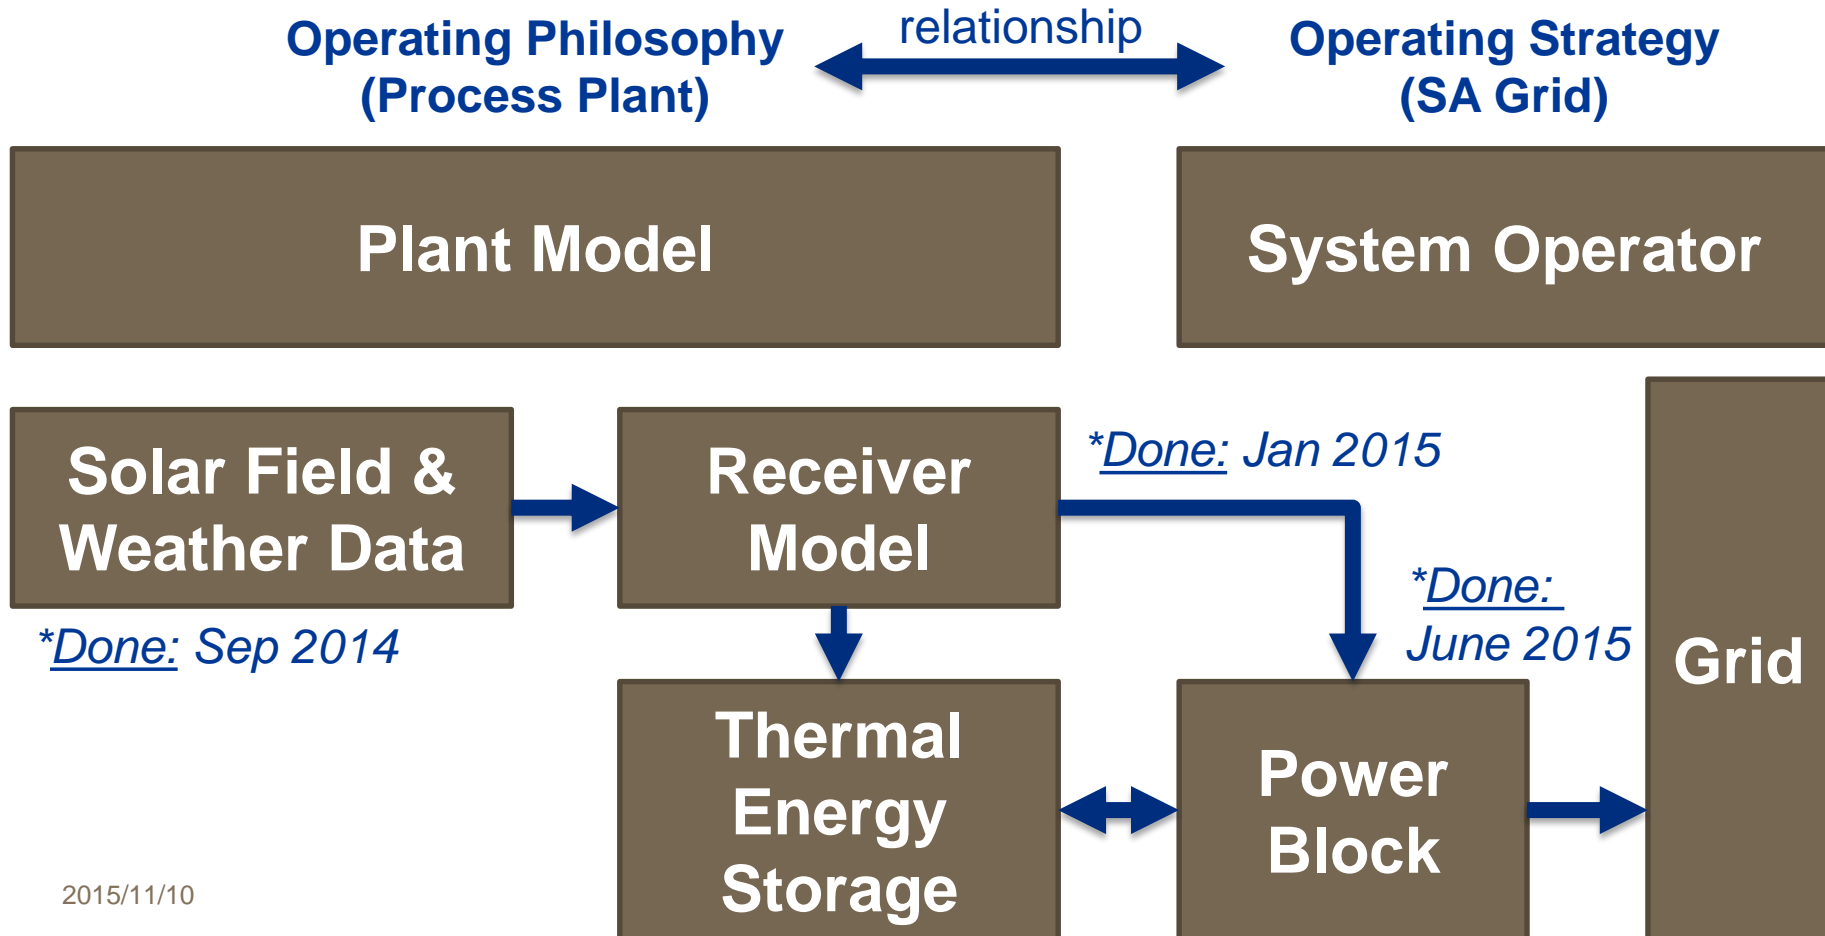 Operating Philosophy
(Process Plant)
relationship
Operating Strategy
(SA Grid)
Plant Model
System Operator
Solar Field &
Weather Data
Receiver
Model
*Done: Jan 2015
*Done: Sep 2014
*Done:
June 2015
Grid
Thermal
Energy
Storage
Power
Block
2015/11/10